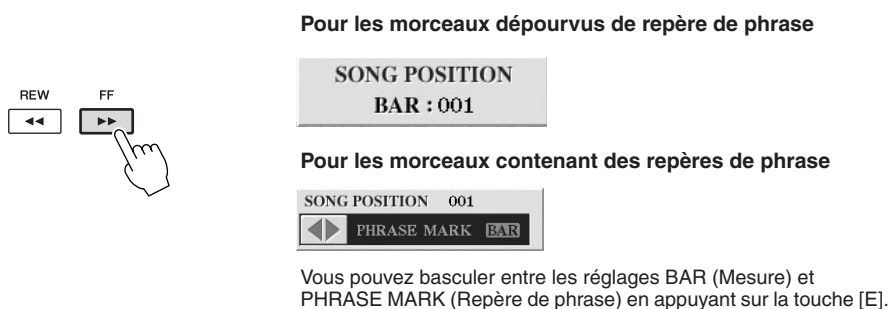 Pour les morceaux dépourvus de repère de phrase
SONG POSITION
BAR : 001
REW FF
Pour les morceaux contenant des repères de phrase
SONG POSITION 001
PHRASE MARK BAR
Vous pouvez basculer entre les réglages BAR (Mesure) et
PHRASE MARK (Repère de phrase) en appuyant sur la touche [E].